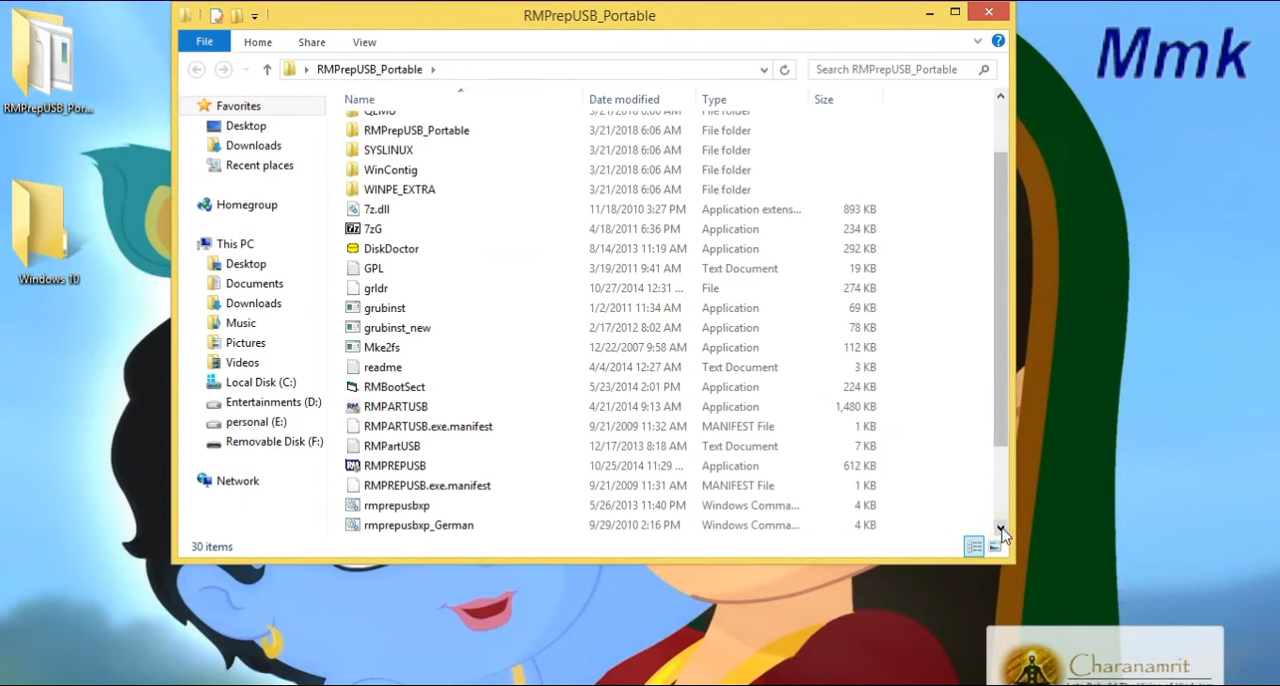 RMPrepUSB_Portable
Mmk
File Home Share View
RMPrepUSB_Portable
Search RMPrepUSB_Portable
RMPrepUSB_Por...
Windows 10
Favorites
Desktop
Downloads
Recent places
Homegroup
This PC
Desktop
Documents
Downloads
Music
Pictures
Videos
Local Disk (C:)
Entertainments (D:)
personal (E:)
Removable Disk (F:)
Network
Name Date modified Type Size
QEMU
RMPrepUSB_Portable 3/21/2018 6:06 AM File folder
SYSLINUX 3/21/2018 6:06 AM File folder
WinContig 3/21/2018 6:06 AM File folder
WINPE_EXTRA 3/21/2018 6:06 AM File folder
7z.dll 11/18/2010 3:27 PM Application extens... 893 KB
7zG 4/18/2011 6:36 PM Application 234 KB
DiskDoctor 8/14/2013 11:19 AM Application 292 KB
GPL 3/19/2011 9:41 AM Text Document 19 KB
grldr 10/27/2014 12:31 ... File 274 KB
grubinst 1/2/2011 11:34 AM Application 69 KB
grubinst_new 2/17/2012 8:02 AM Application 78 KB
Mke2fs 12/22/2007 9:58 AM Application 112 KB
readme 4/4/2014 12:27 AM Text Document 3 KB
RMBootSect 5/23/2014 2:01 PM Application 224 KB
RMPARTUSB 4/21/2014 9:13 AM Application 1,480 KB
RMPARTUSB.exe.manifest 9/21/2009 11:32 AM MANIFEST File 1 KB
RMPartUSB 12/17/2013 8:18 AM Text Document 7 KB
RMPREPUSB 10/25/2014 11:29 ... Application 612 KB
RMPREPUSB.exe.manifest 9/21/2009 11:31 AM MANIFEST File 1 KB
rmprepusbxp 5/26/2013 11:40 PM Windows Comma... 4 KB
rmprepusbxp_German 9/29/2010 2:16 PM Windows Comma... 4 KB
30 items
Charanamrit